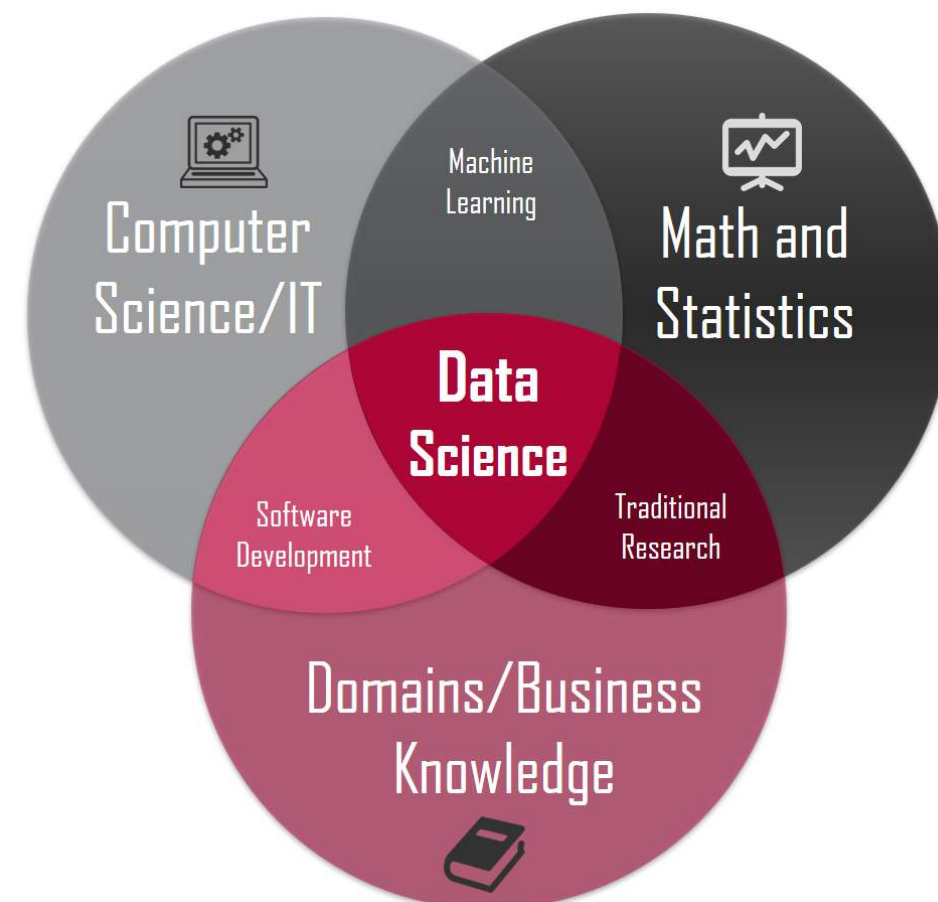 Machine
Learning
Computer
Science/IT
Math and
Statistics
Data
Science
Software
Development
Traditional
Research
Domains/Business
Knowledge